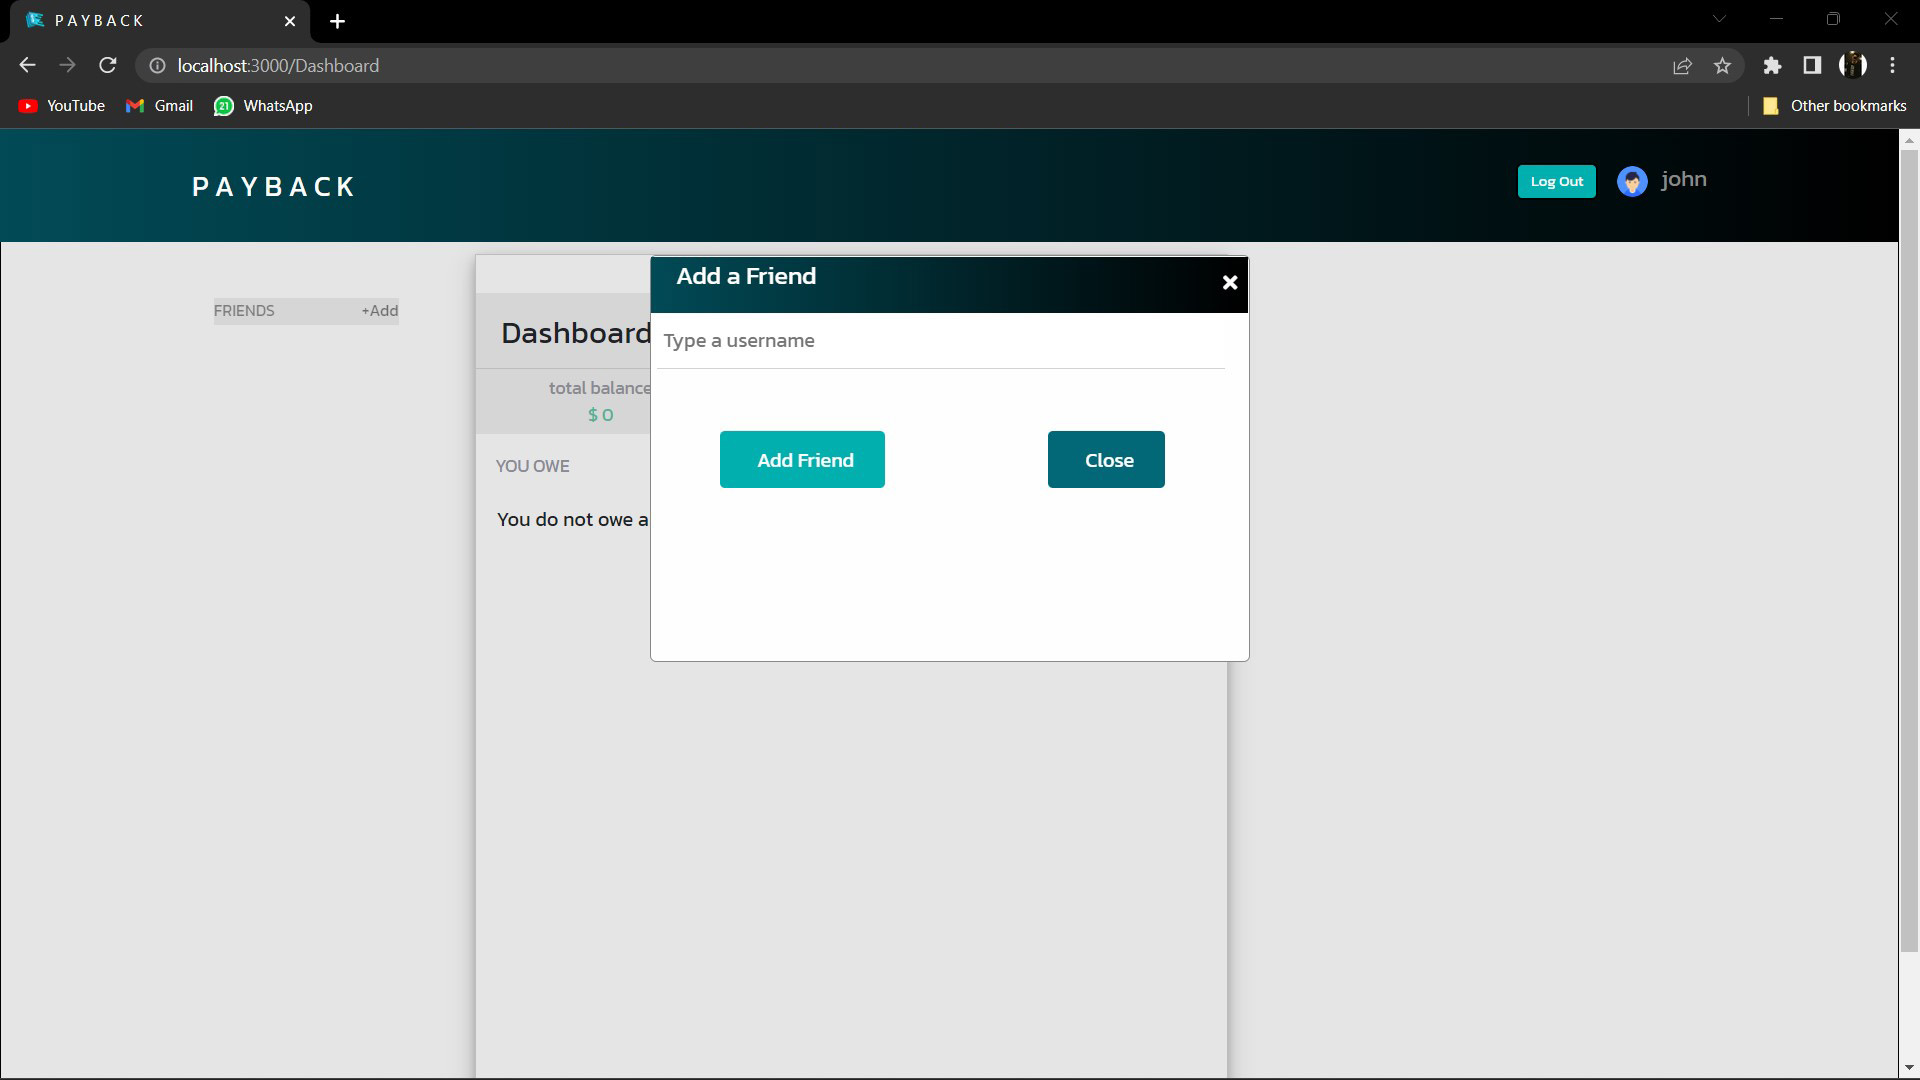 PAYBACK
localhost:3000/Dashboard
YouTube
Gmail
21
WhatsApp
Other bookmarks
PAYBACK
Log Out
john
FRIENDS
+Add
Dashboard
total balance
$ 0
YOU OWE
You do not owe a
Add a Friend
Type a username
Add Friend
Close